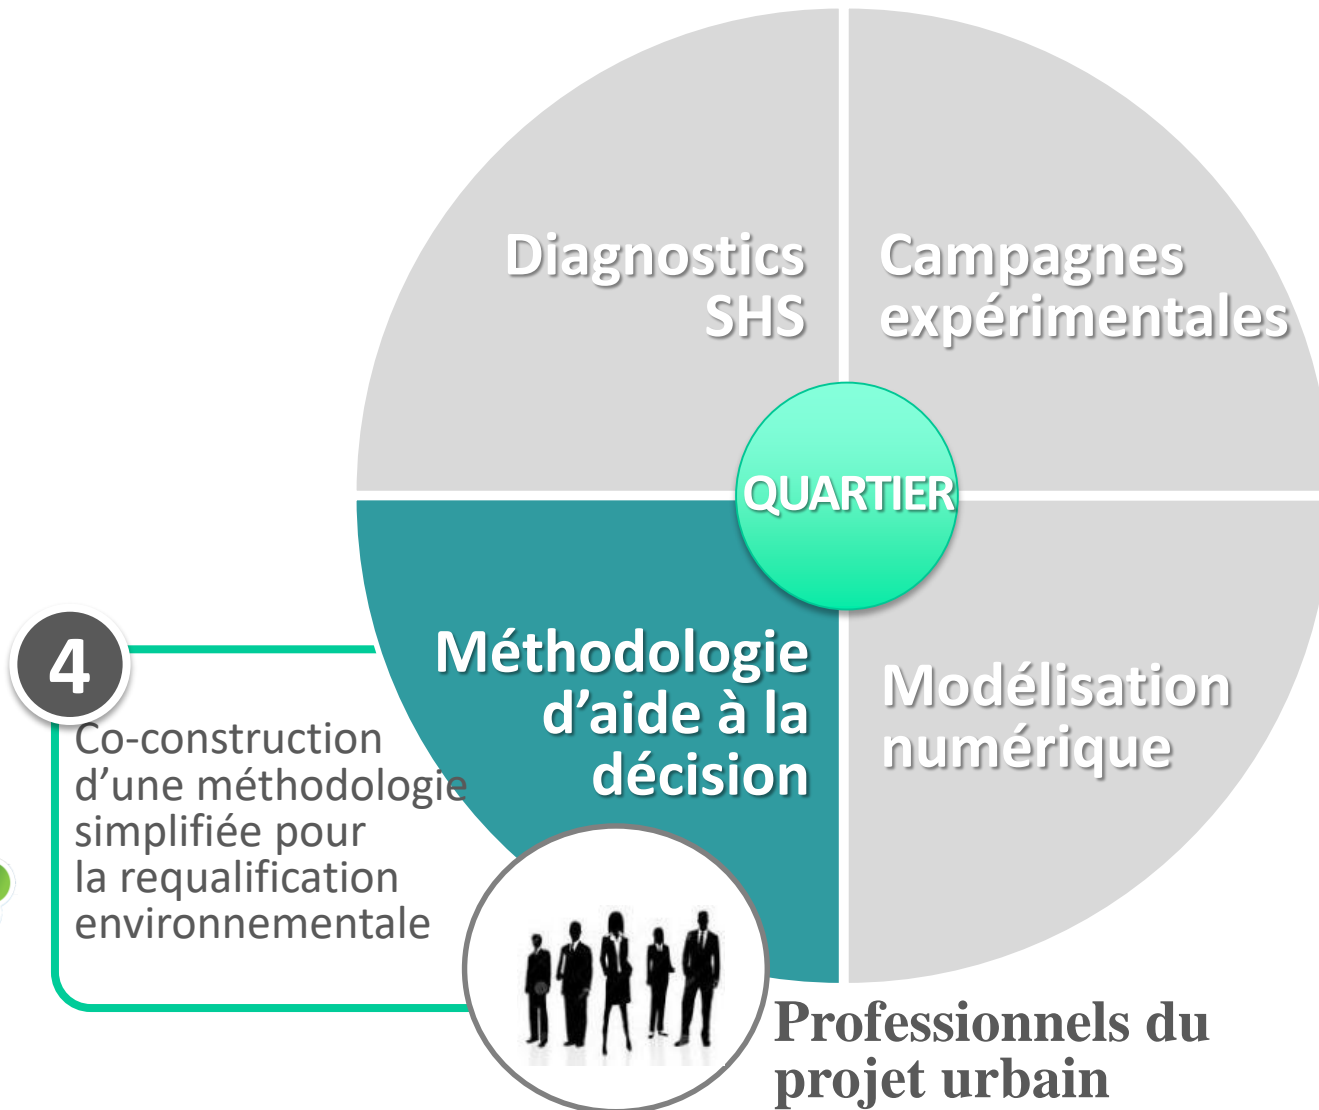 Diagnostics
SHS
Campagnes
expérimentales
QUARTIER
Méthodologie
d’aide à la
décision
Modélisation
numérique
4
Co-construction
d’une méthodologie
simplifiée pour
la requalification
environnementale
Professionnels du
projet urbain